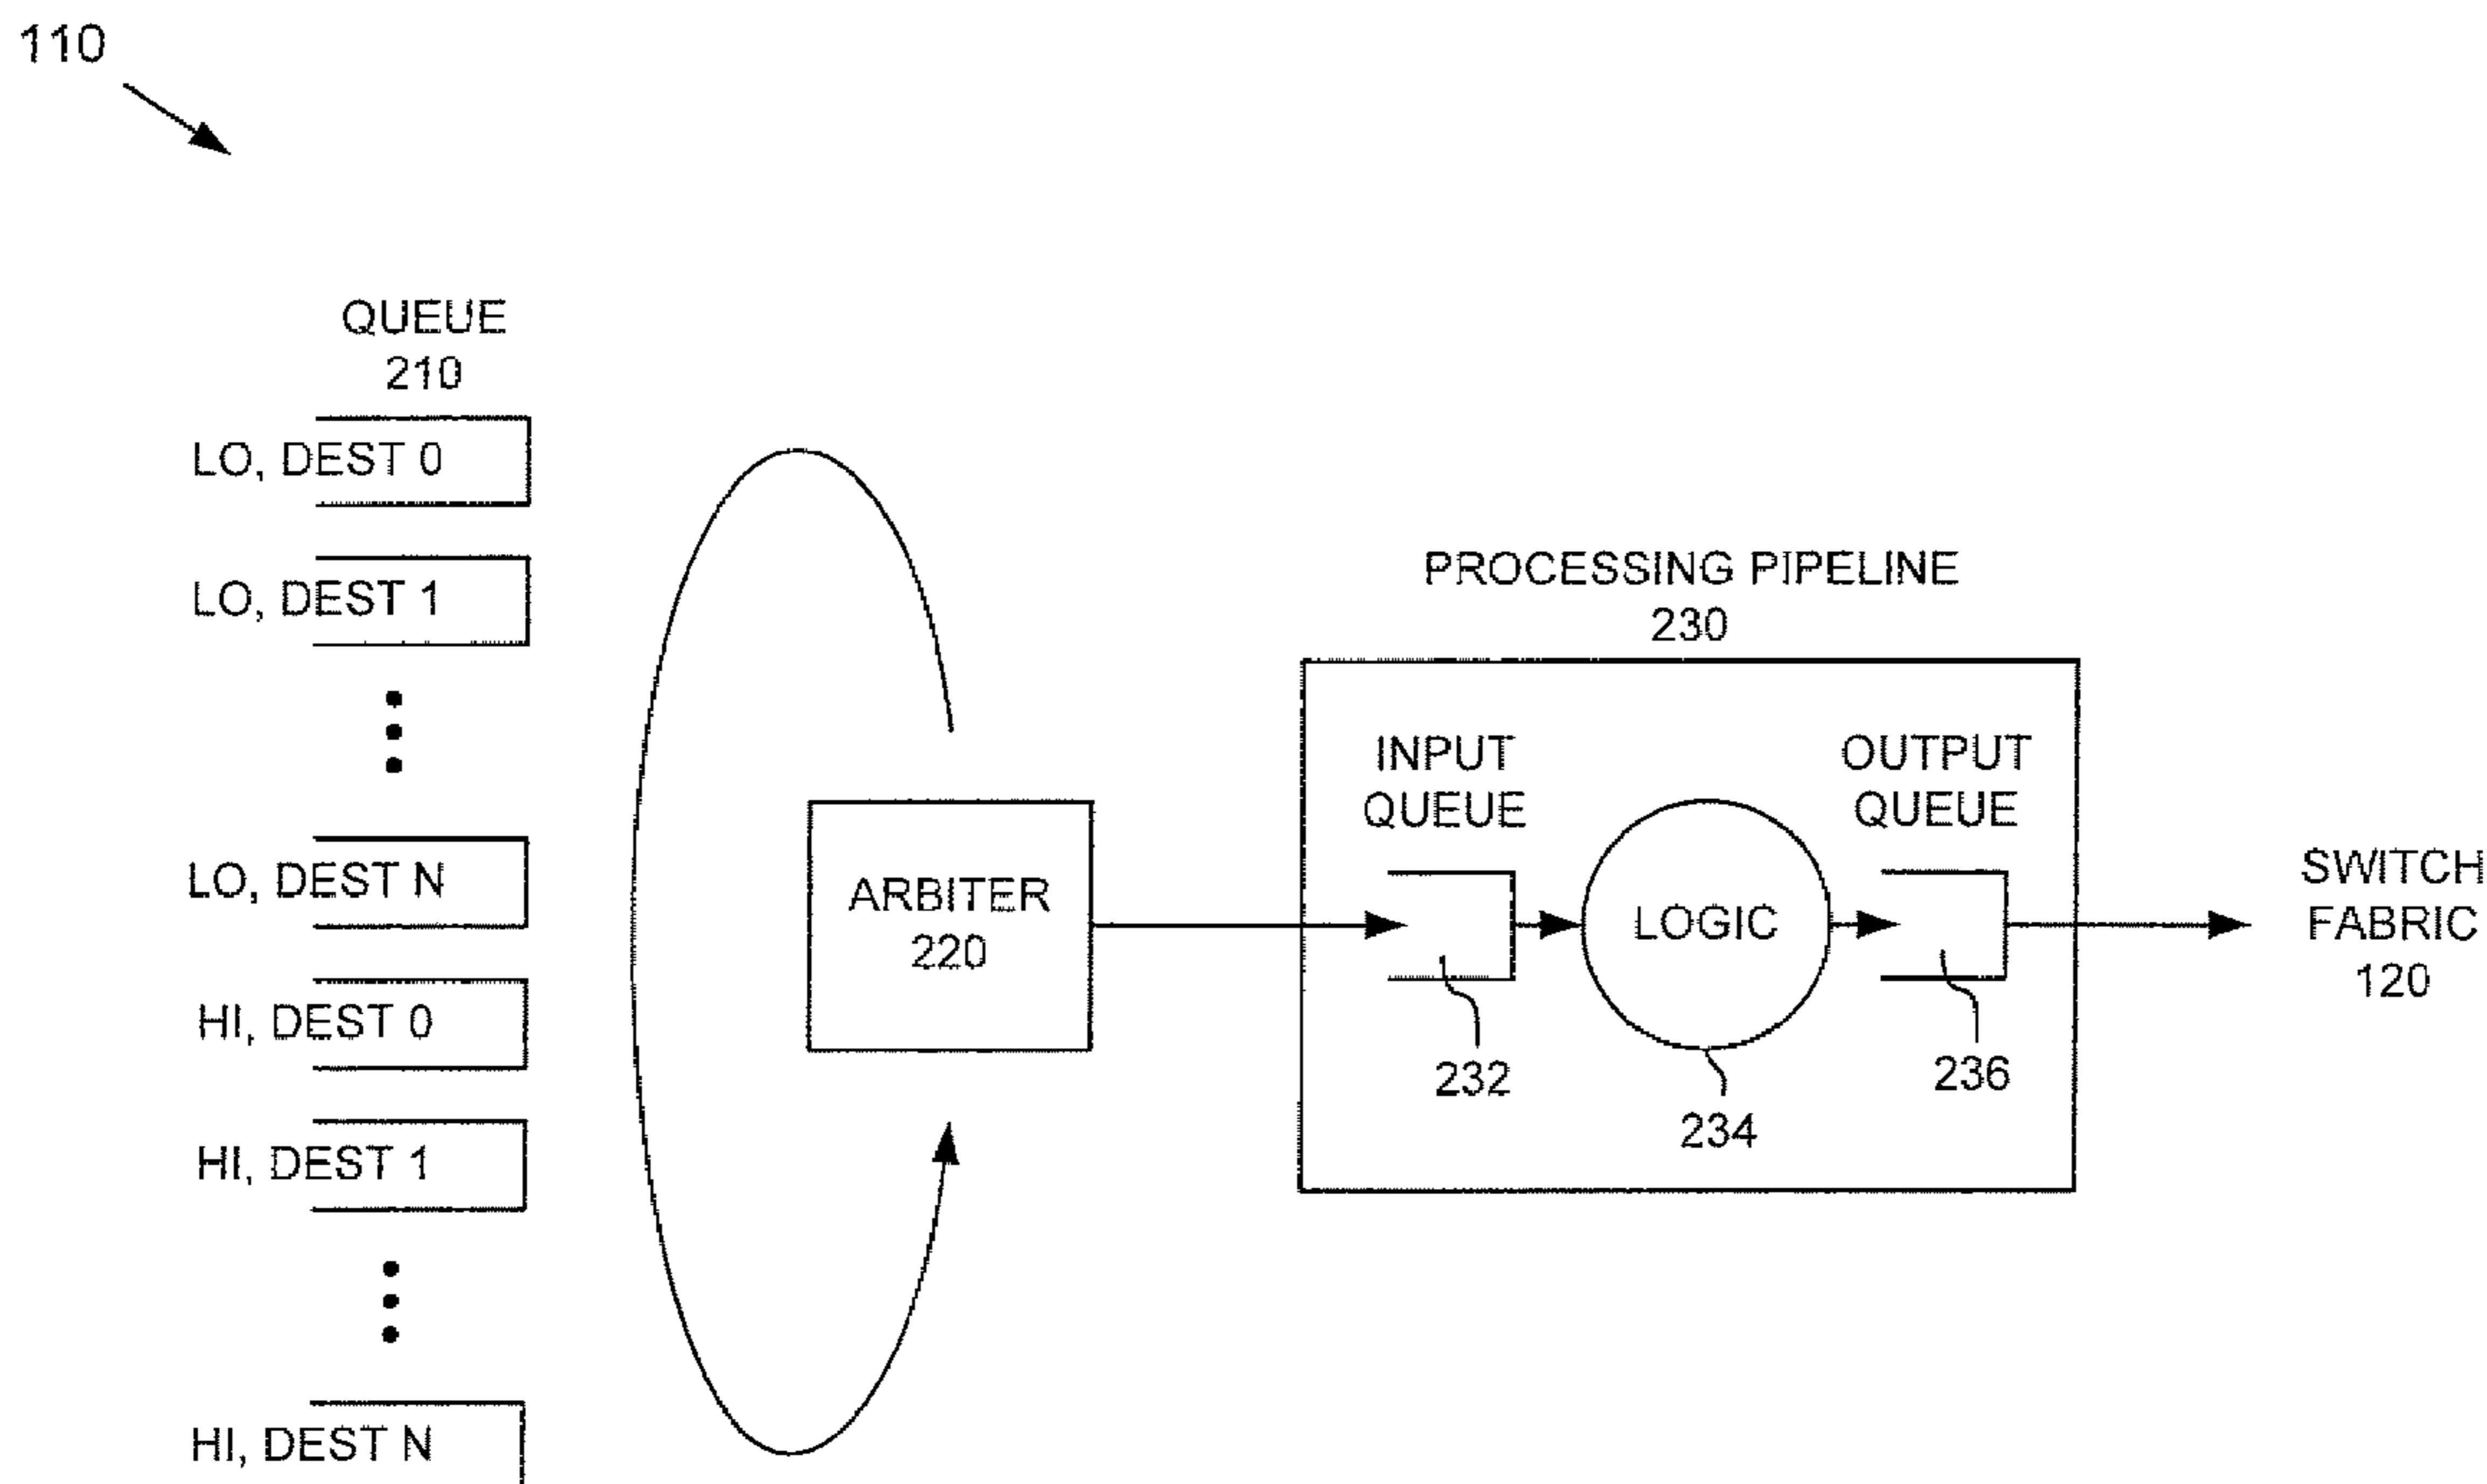 110
QUEUE
210
LO, DEST 0
LO, DEST 1
LO, DEST N
HI, DEST 0
HI, DEST 1
HI, DEST N
ARBITER
220
PROCESSING PIPELINE
230
INPUT
QUEUE
232
LOGIC
234
OUTPUT
QUEUE
236
SWITCH
FABRIC
120